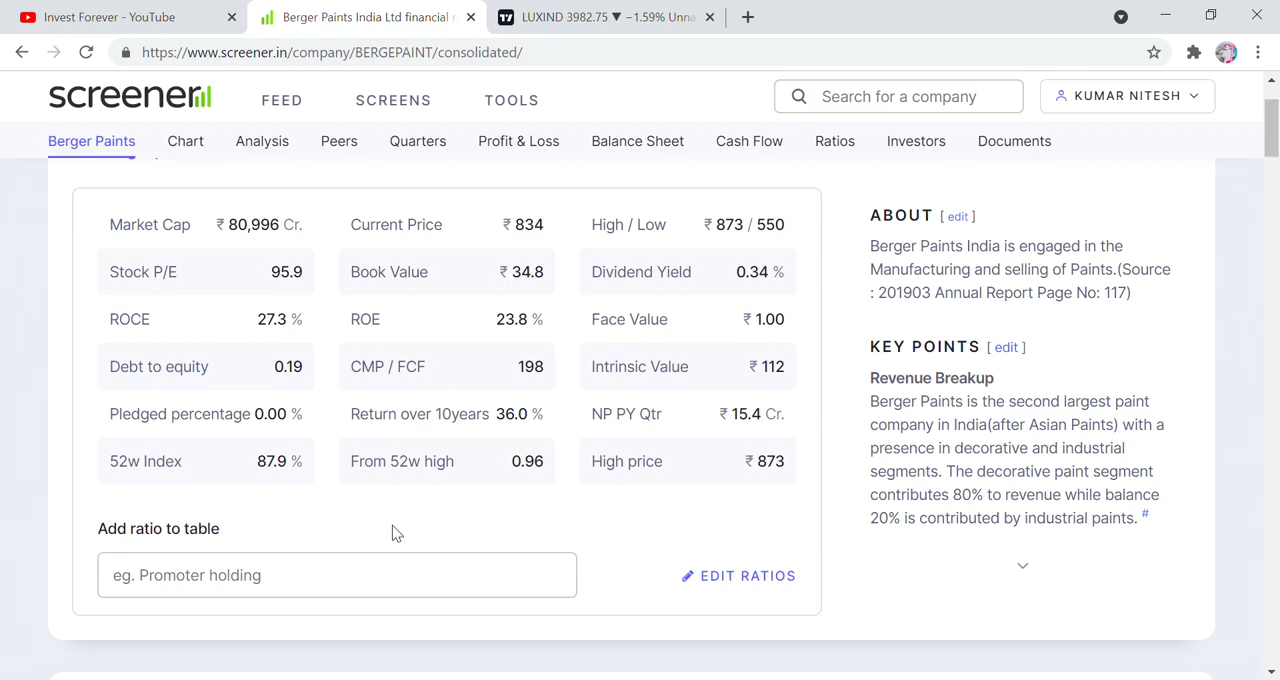 Invest Forever - YouTube
Berger Paints India Ltd financial
LUXIND 3982.75 ▼ −1.59% Unna
https://www.screener.in/company/BERGEPAINT/consolidated/
screener
FEED SCREENS TOOLS
Search for a company
KUMAR NITESH
Berger Paints Chart Analysis Peers Quarters Profit & Loss Balance Sheet Cash Flow Ratios Investors Documents
Market Cap ₹ 80,996 Cr. Current Price ₹ 834 High / Low ₹ 873 / 550
Stock P/E 95.9 Book Value ₹ 34.8 Dividend Yield 0.34 %
ROCE 27.3 % ROE 23.8 % Face Value ₹ 1.00
Debt to equity 0.19 CMP / FCF 198 Intrinsic Value ₹ 112
Pledged percentage 0.00 % Return over 10years 36.0 % NP PY Qtr ₹ 15.4 Cr.
52w Index 87.9 % From 52w high 0.96 High price ₹ 873
Add ratio to table
eg. Promoter holding
EDIT RATIOS
ABOUT [ edit ]
Berger Paints India is engaged in the
Manufacturing and selling of Paints.(Source
: 201903 Annual Report Page No: 117)
KEY POINTS [ edit ]
Revenue Breakup
Berger Paints is the second largest paint
company in India(after Asian Paints) with a
presence in decorative and industrial
segments. The decorative paint segment
contributes 80% to revenue while balance
20% is contributed by industrial paints. #